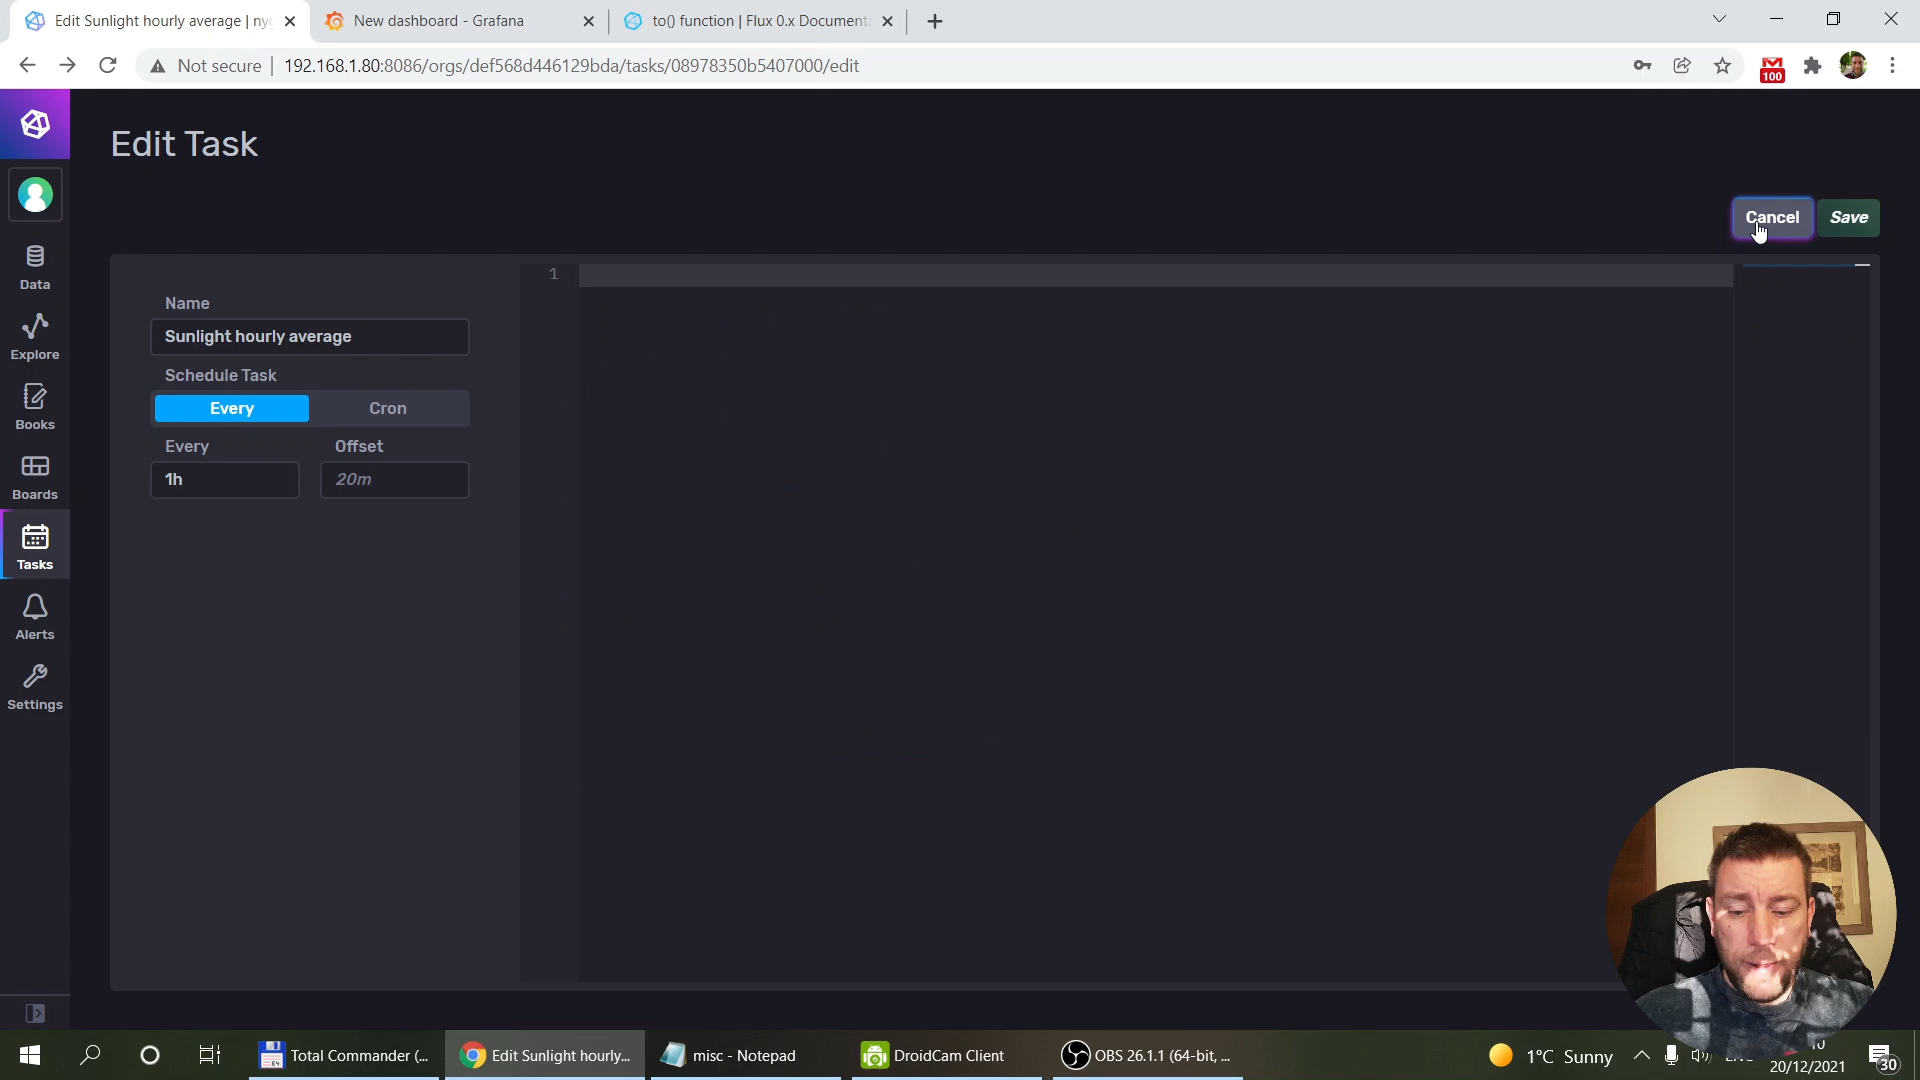 Edit Sunlight hourly average | ny
New dashboard - Grafana
to() function | Flux 0.x Document
Not secure
192.168.1.80:8086/orgs/def568d446129bda/tasks/08978350b5407000/edit
100
Edit Task
Cancel
Save
Data
Explore
Books
Boards
Tasks
Alerts
Settings
Name
Sunlight hourly average
Schedule Task
Every
Cron
Every
Offset
1h
20m
1
64
Total Commander (...
Edit Sunlight hourly...
misc - Notepad
DroidCam Client
OBS 26.1.1 (64-bit, ...
1°C Sunny
20/12/2021
30